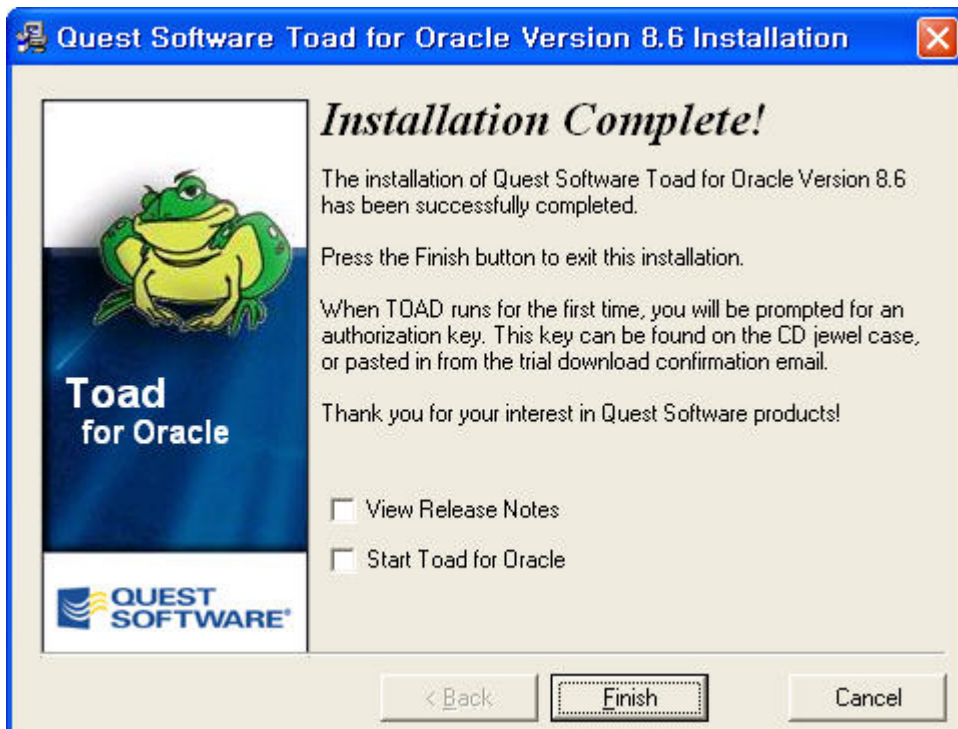 Quest Software Toad for Oracle Version 8.6 Installation
Installation Complete!
The installation of Quest Software Toad for Oracle Version 8.6
has been successfully completed.
Press the Finish button to exit this installation.
When TOAD runs for the first time, you will be prompted for an
authorization key. This key can be found on the CD jewel case,
or pasted in from the trial download confirmation email.
Thank you for your interest in Quest Software products!
Toad
for Oracle
View Release Notes
Start Toad for Oracle
QUEST
SOFTWARE®
< Back
Finish
Cancel